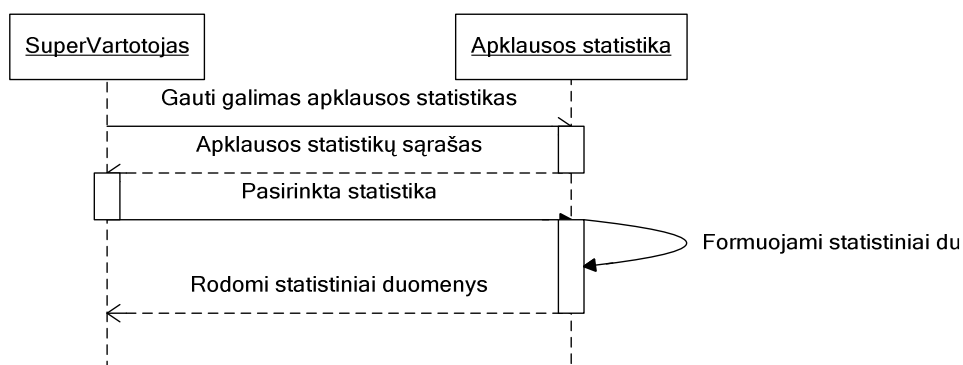 SuperVartotojas
Apklausos statistika
Gauti galimas apklausos statistikas
Apklausos statistikų sąrašas
Pasirinkta statistika
Formuojami statistiniai du
Rodomi statistiniai duomenys